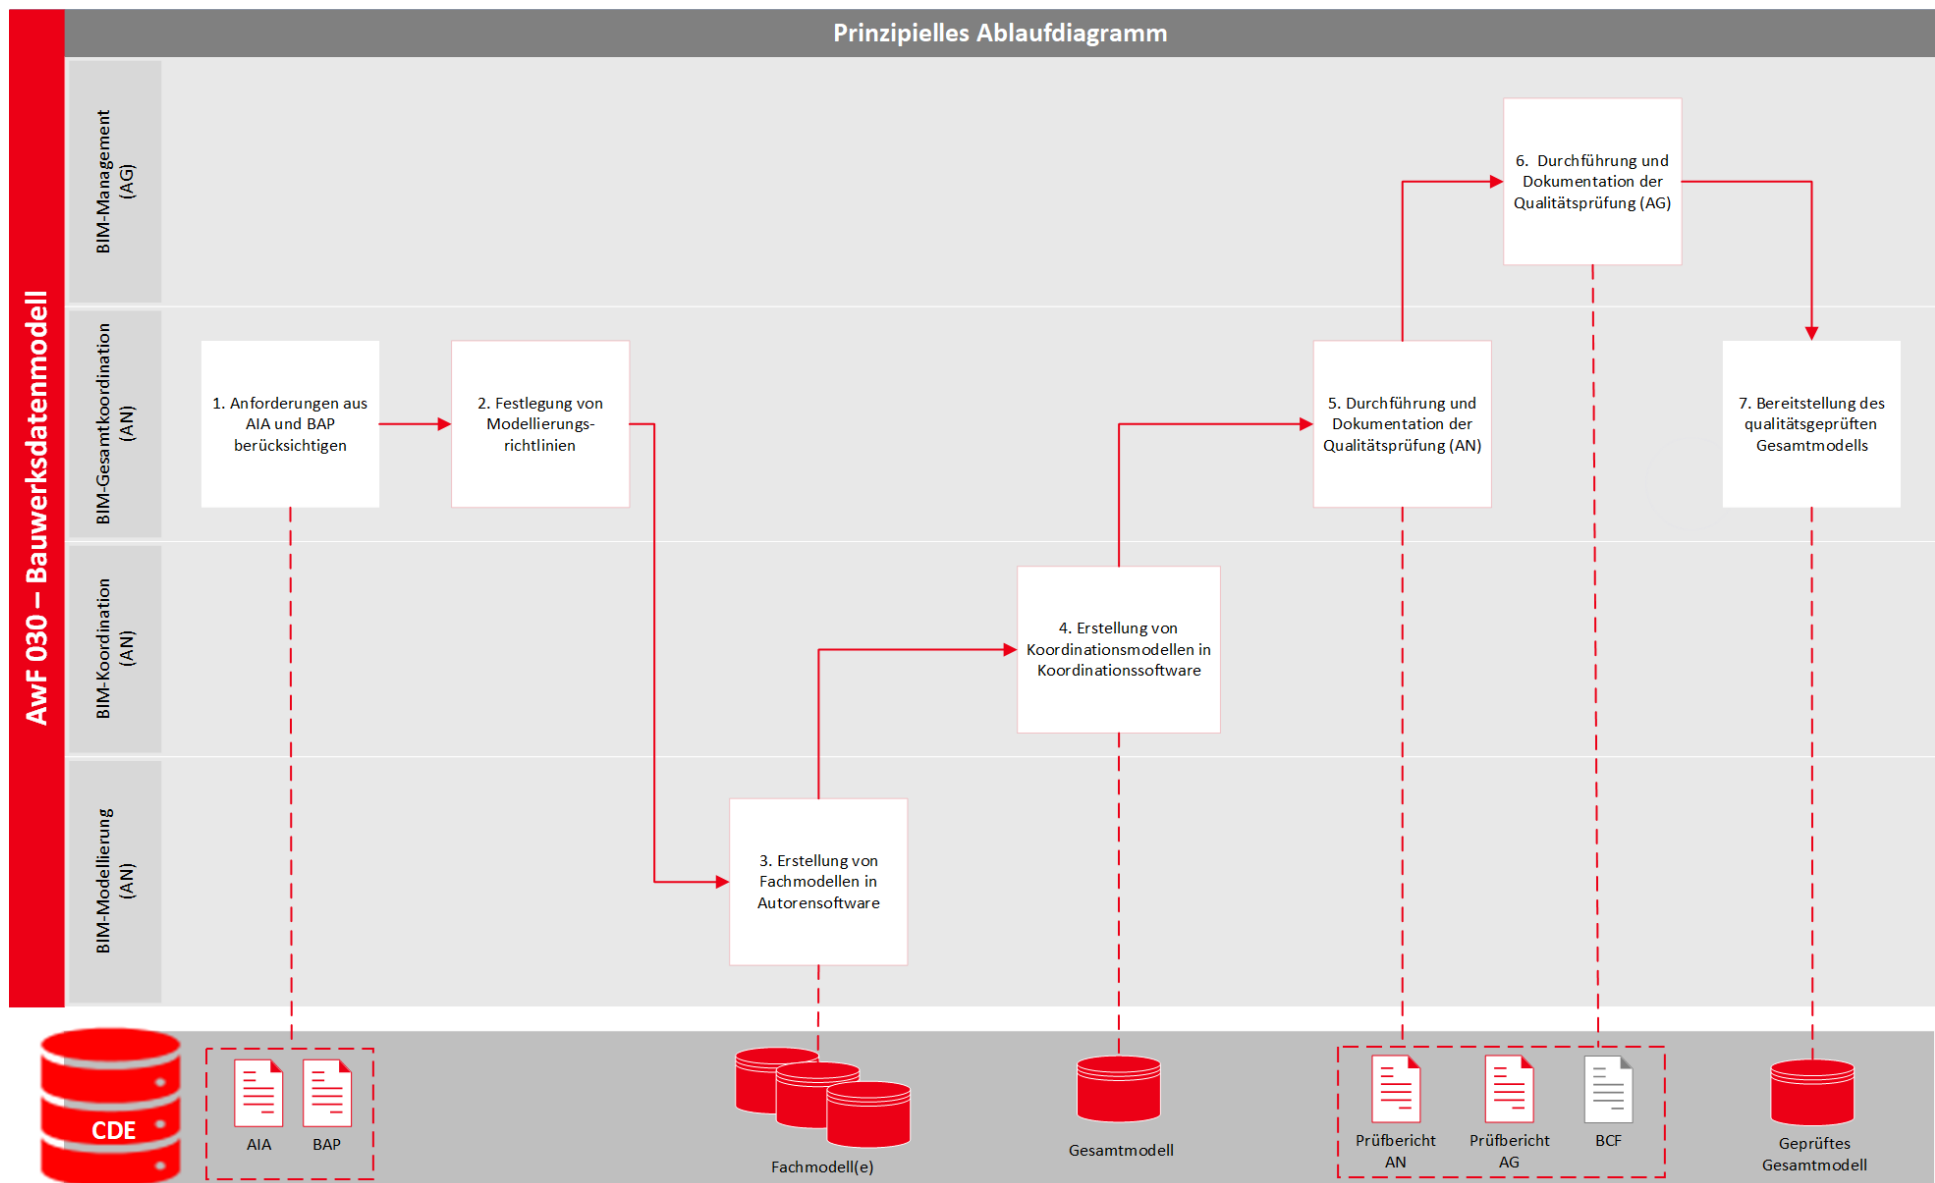 Prinzipielles Ablaufdiagramm
AwF 030 – Bauwerksdatenmodell
BIM-Management
(AG)
6. Durchführung und
Dokumentation der
Qualitätsprüfung (AG)
BIM-Gesamtkoordination
(AN)
1. Anforderungen aus
AIA und BAP
berücksichtigen
2. Festlegung von
Modellierungs-
richtlinien
5. Durchführung und
Dokumentation der
Qualitätsprüfung (AN)
7. Bereitstellung des
qualitätsgeprüften
Gesamtmodells
BIM-Koordination
(AN)
4. Erstellung von
Koordinationsmodellen in
Koordinationssoftware
BIM-Modellierung
(AN)
3. Erstellung von
Fachmodellen in
Autorensoftware
CDE
AIA
BAP
Fachmodell(e)
Gesamtmodell
Prüfbericht
AN
Prüfbericht
AG
BCF
Geprüftes
Gesamtmodell